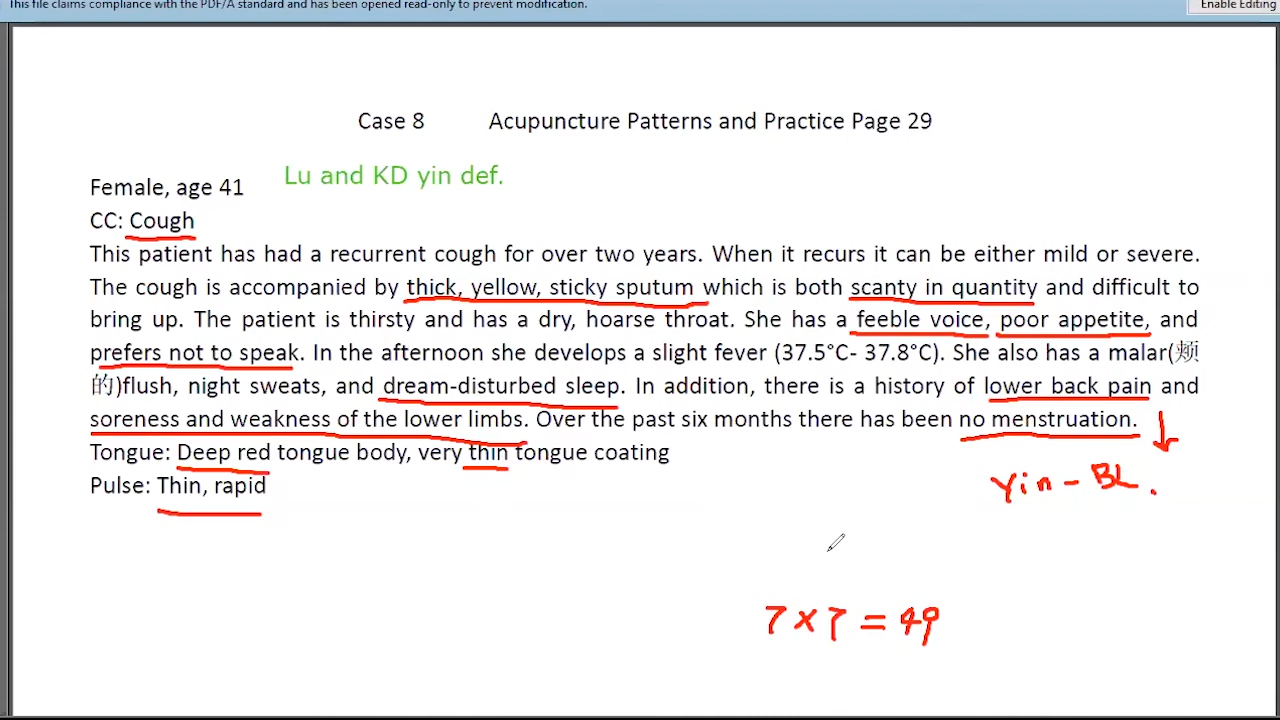 This file claims compliance with the PDF/A standard and has been opened read-only to prevent modification.
Enable Editing
Case 8 Acupuncture Patterns and Practice Page 29
Lu and KD yin def.
Female, age 41
CC: Cough
This patient has had a recurrent cough for over two years. When it recurs it can be either mild or severe.
The cough is accompanied by thick, yellow, sticky sputum which is both scanty in quantity and difficult to
bring up. The patient is thirsty and has a dry, hoarse throat. She has a feeble voice, poor appetite, and
prefers not to speak. In the afternoon she develops a slight fever (37.5°C- 37.8°C). She also has a malar(颊
的)flush, night sweats, and dream-disturbed sleep. In addition, there is a history of lower back pain and
soreness and weakness of the lower limbs. Over the past six months there has been no menstruation.
Tongue: Deep red tongue body, very thin tongue coating
Pulse: Thin, rapid
Yin - BL.
7 x 7 = 49